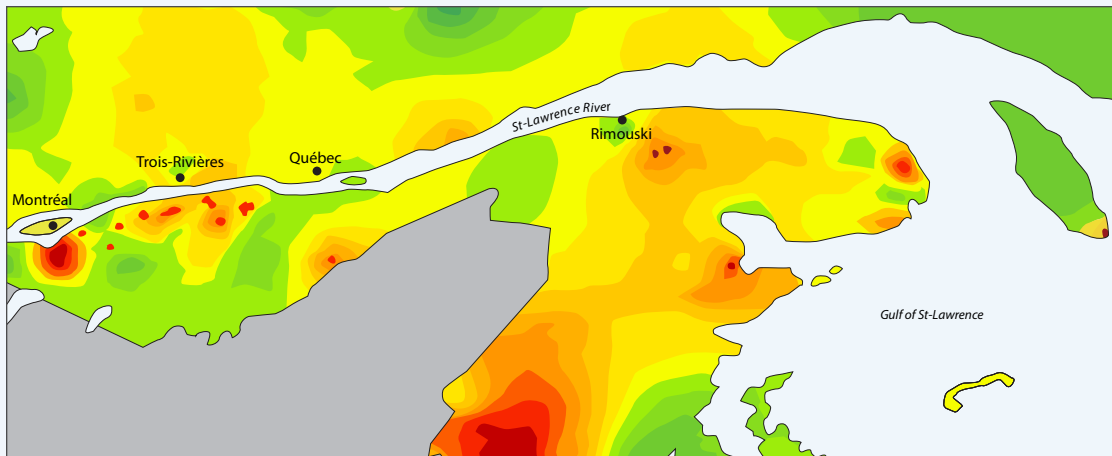 St-Lawrence River
Rimouski
Québec
Trois-Rivières
Montréal
Gulf of St-Lawrence